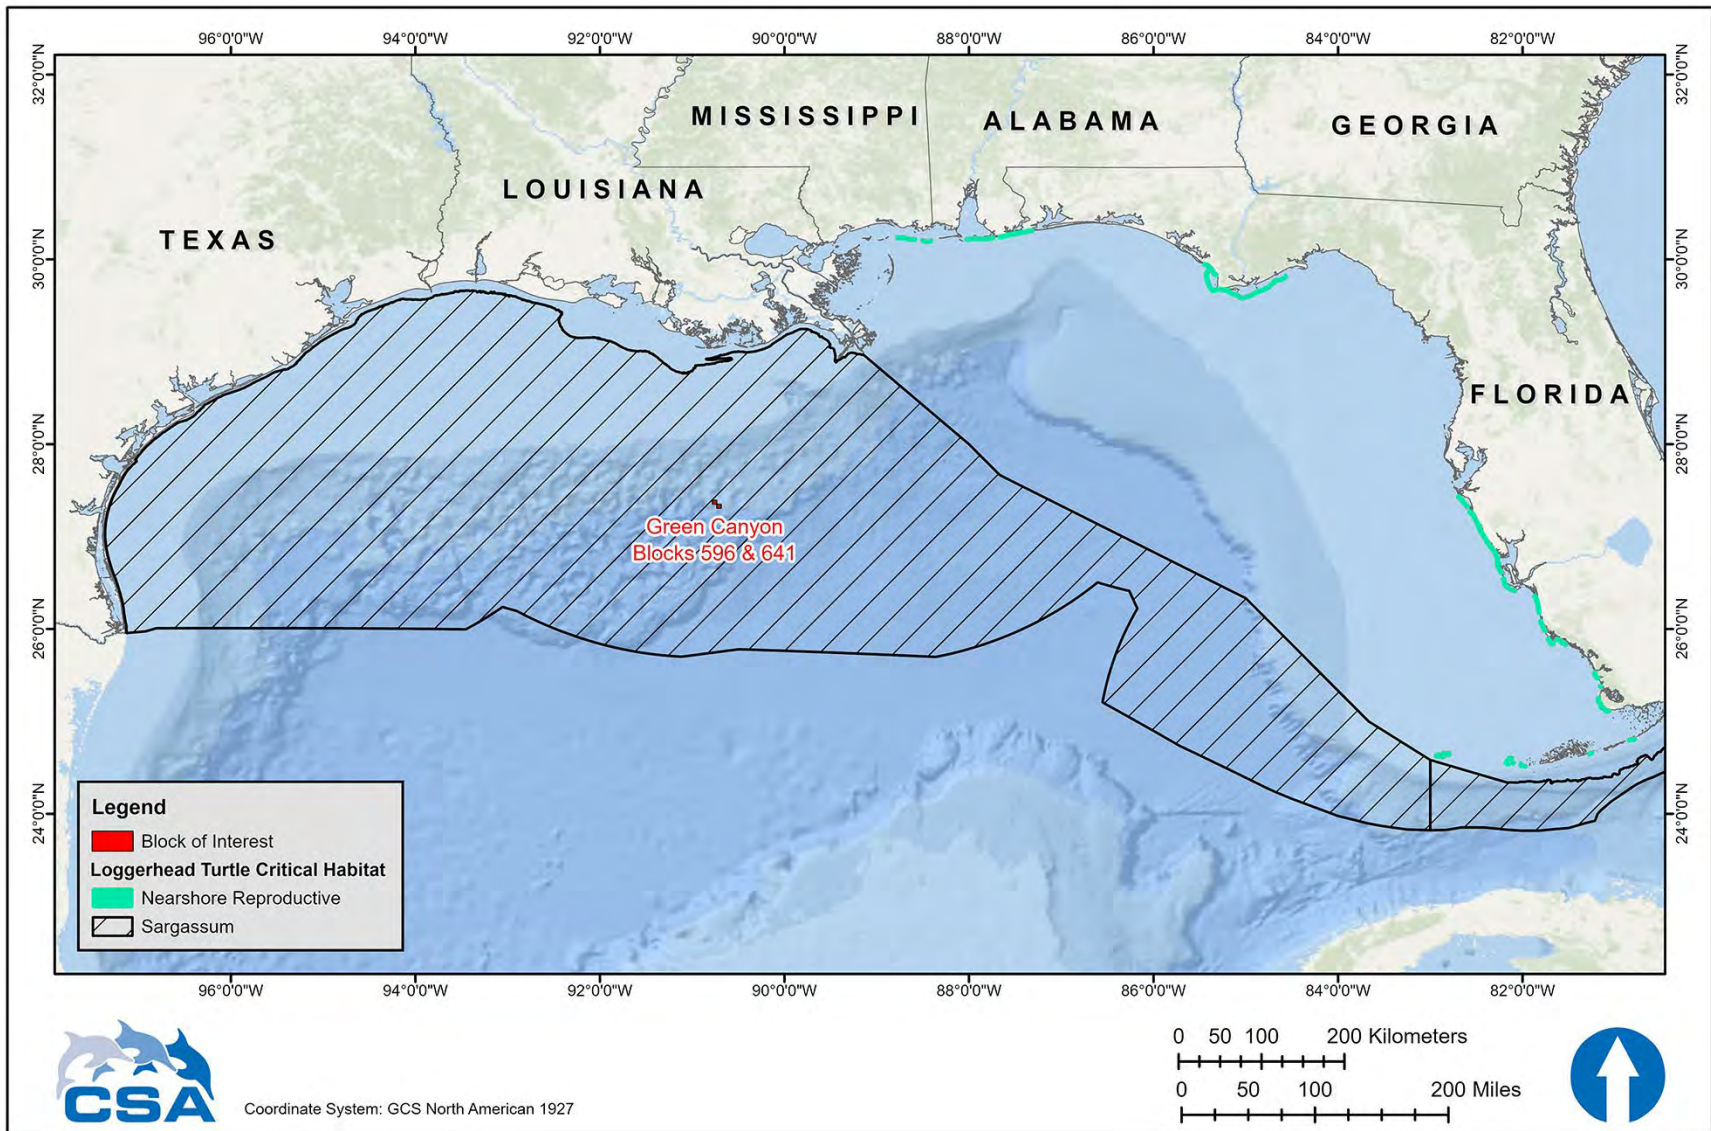 96°0'0"W 94°0'0"W 92°0'0"W 90°0'0"W 88°0'0"W 86°0'0"W 84°0'0"W 82°0'0"W
32°0'0"N 32°0'0"N
MISSISSIPPI
ALABAMA
GEORGIA
LOUISIANA
TEXAS
30°0'0"N 30°0'0"N
FLORIDA
28°0'0"N 28°0'0"N
Green Canyon
Blocks 596 & 641
26°0'0"N 26°0'0"N
24°0'0"N 24°0'0"N
Legend
Block of Interest
Loggerhead Turtle Critical Habitat
Nearshore Reproductive
Sargassum
96°0'0"W 94°0'0"W 92°0'0"W 90°0'0"W 88°0'0"W 86°0'0"W 84°0'0"W 82°0'0"W
0 50 100 200 Kilometers
0 50 100 200 Miles
CSA
Coordinate System: GCS North American 1927